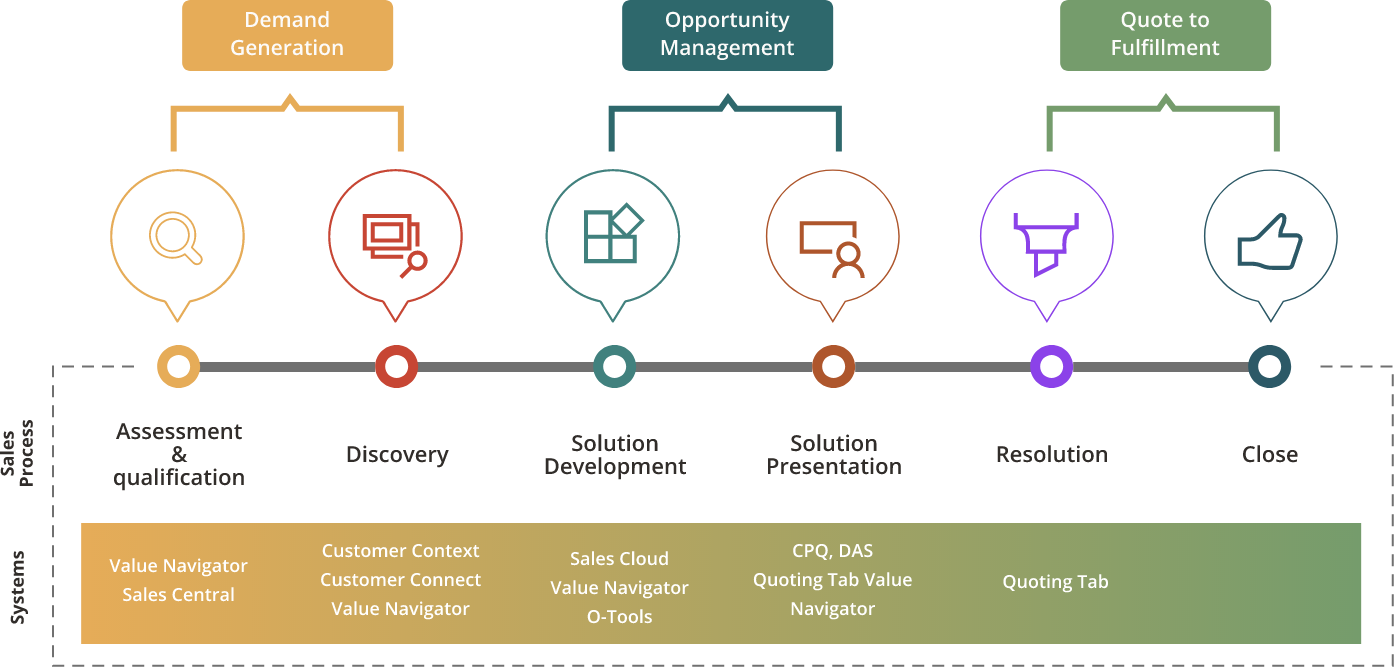 Demand
Generation
Opportunity
Management
Quote to
Fulfillment
Sales
Process
Assessment
&
qualification
Discovery
Solution
Development
Solution
Presentation
Resolution
Close
Systems
Value Navigator
Sales Central
Customer Context
Customer Connect
Value Navigator
Sales Cloud
Value Navigator
O-Tools
CPQ, DAS
Quoting Tab Value
Navigator
Quoting Tab